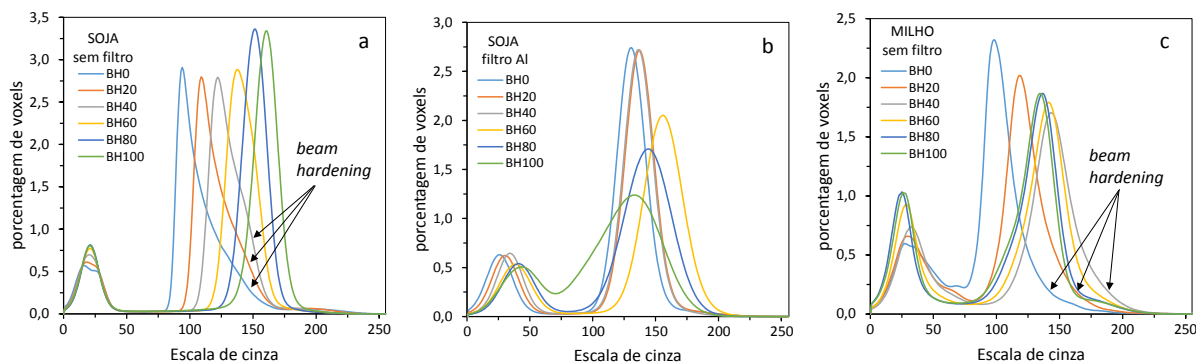 3,5
3,0
2,5
2,0
1,5
1,0
0,5
0,0
0
50
100
150
200
250
porcentagem de voxels
Escala de cinza
SOJA
sem filtro
BH0
BH20
BH40
BH60
BH80
BH100
beam
hardening
a
3,0
2,5
2,0
1,5
1,0
0,5
0,0
0
50
100
150
200
250
porcentagem de voxels
Escala de cinza
SOJA
filtro Al
BH0
BH20
BH40
BH60
BH80
BH100
b
2,5
2,0
1,5
1,0
0,5
0,0
0
50
100
150
200
250
porcentagem de voxels
Escala de cinza
MILHO
sem filtro
BH0
BH20
BH40
BH60
BH80
BH100
beam
hardening
c